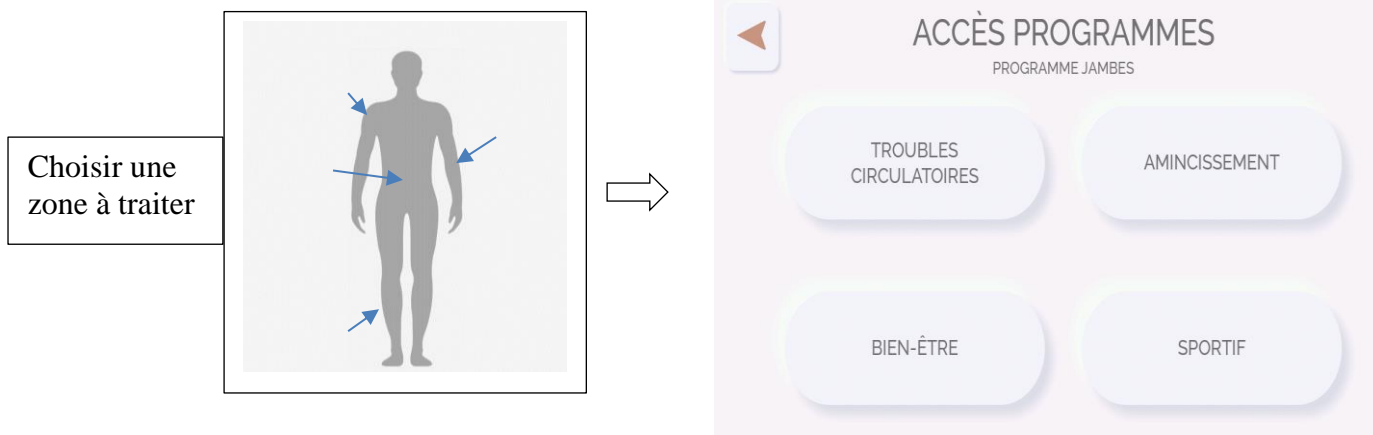 Choisir une
zone à traiter
ACCÈS PROGRAMMES
PROGRAMME JAMBES
TROUBLES
CIRCULATOIRES
AMINCISSEMENT
BIEN-ÊTRE
SPORTIF